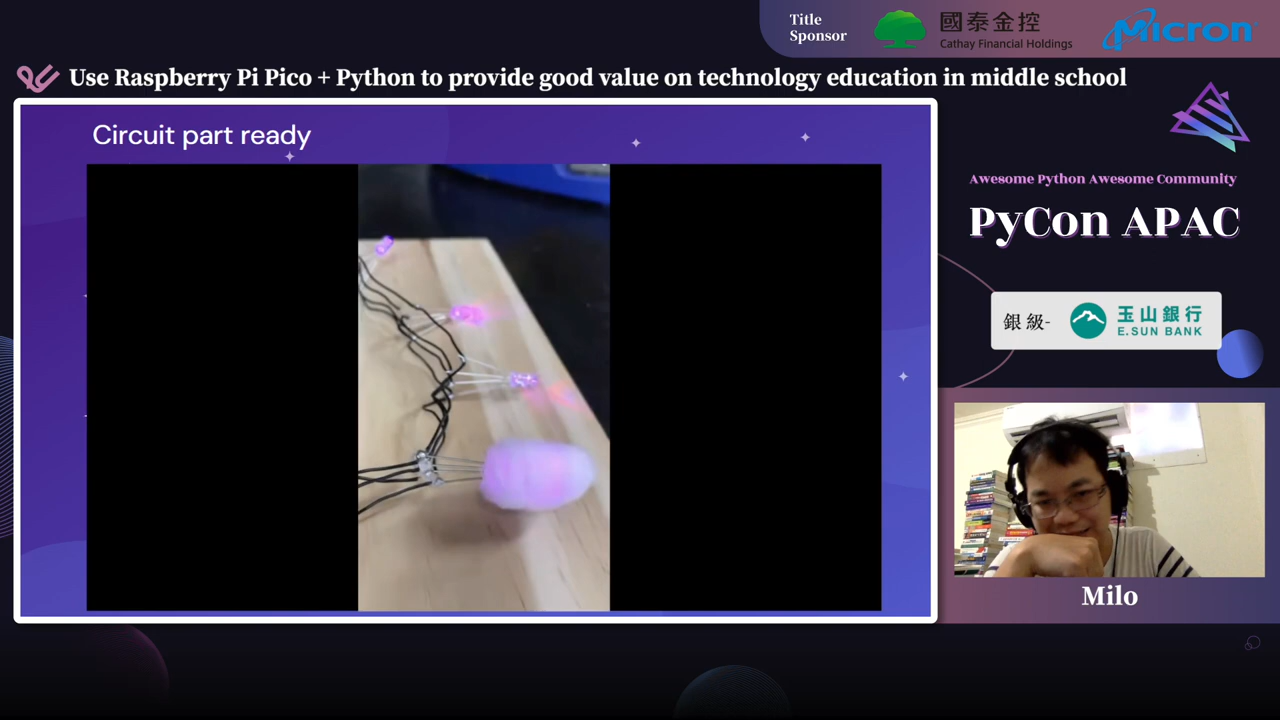 Title
Sponsor
國泰金控
Cathay Financial Holdings
Micron
Use Raspberry Pi Pico + Python to provide good value on technology education in middle school
Circuit part ready
Awesome Python Awesome Community
PyCon APAC
銀級-
玉山銀行
E.SUN BANK
Milo